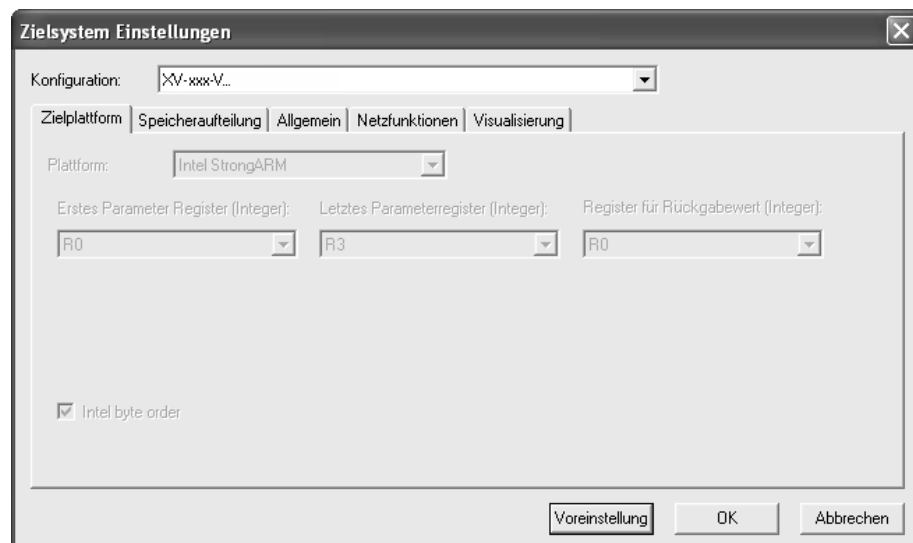 Zielsystem Einstellungen
Konfiguration: XV-xxx-V...
Zielplattform Speicheraufteilung Allgemein Netzfunktionen Visualisierung
Plattform: Intel StrongARM
Erstes Parameter Register (Integer): Letztes Parameterregister (Integer): Register für Rückgabewert (Integer):
R0 R3 R0
Intel byte order
Voreinstellung OK Abbrechen